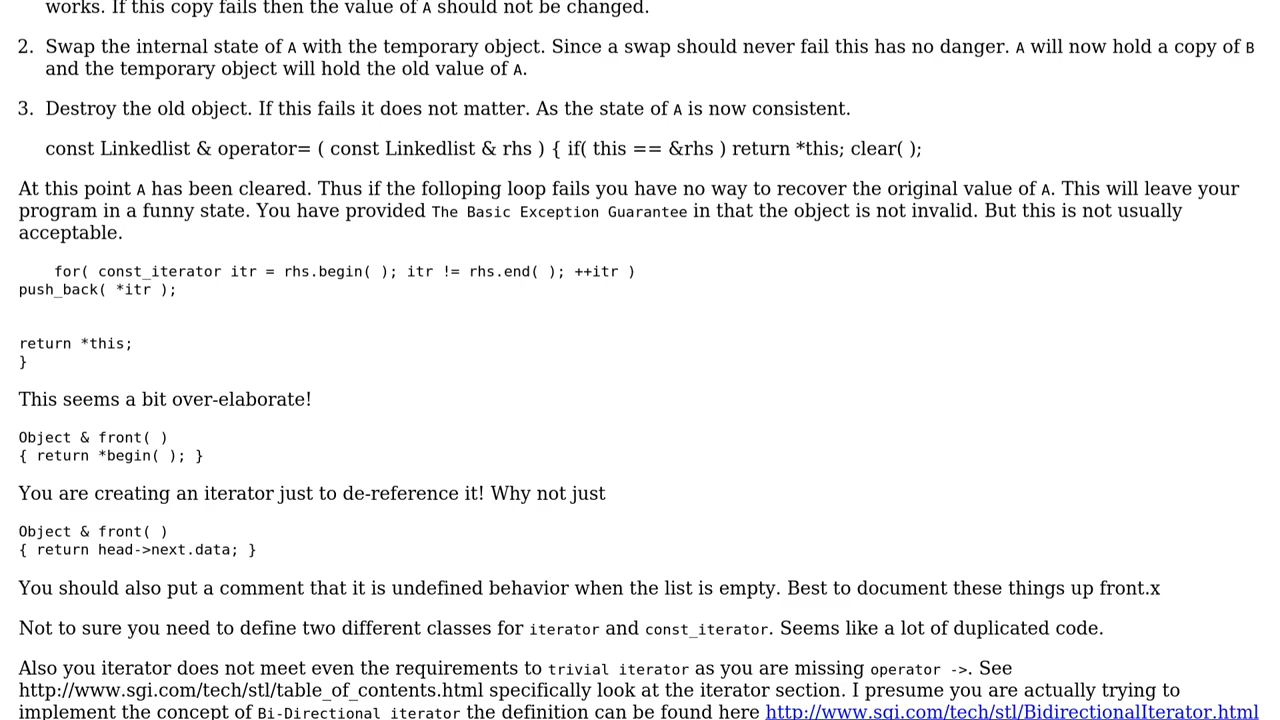 works. If this copy fails then the value of A should not be changed.
2. Swap the internal state of A with the temporary object. Since a swap should never fail this has no danger. A will now hold a copy of B
and the temporary object will hold the old value of A.
3. Destroy the old object. If this fails it does not matter. As the state of A is now consistent.
const Linkedlist & operator= ( const Linkedlist & rhs ) { if( this == &rhs ) return *this; clear( );
At this point A has been cleared. Thus if the folloping loop fails you have no way to recover the original value of A. This will leave your
program in a funny state. You have provided The Basic Exception Guarantee in that the object is not invalid. But this is not usually
acceptable.
for( const_iterator itr = rhs.begin( ); itr != rhs.end( ); ++itr )
push_back( *itr );
return *this;
}
This seems a bit over-elaborate!
Object & front( )
{ return *begin( ); }
You are creating an iterator just to de-reference it! Why not just
Object & front( )
{ return head->next.data; }
You should also put a comment that it is undefined behavior when the list is empty. Best to document these things up front.x
Not to sure you need to define two different classes for iterator and const_iterator. Seems like a lot of duplicated code.
Also you iterator does not meet even the requirements to trivial iterator as you are missing operator ->. See
http://www.sgi.com/tech/stl/table_of_contents.html specifically look at the iterator section. I presume you are actually trying to
implement the concept of Bi-Directional iterator the definition can be found here http://www.sgi.com/tech/stl/BidirectionalIterator.html